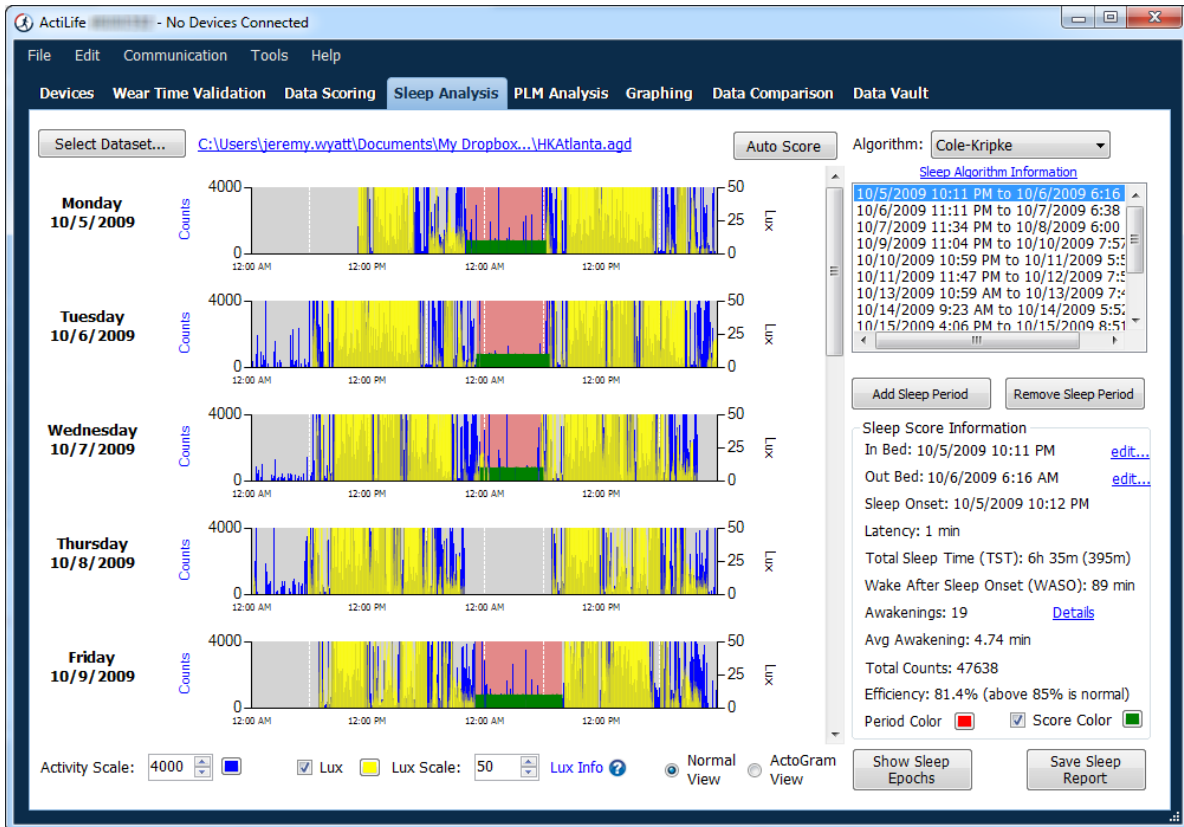 ActiLife - No Devices Connected
File Edit Communication Tools Help
Devices Wear Time Validation Data Scoring Sleep Analysis PLM Analysis Graphing Data Comparison Data Vault
Select Dataset... C:\Users\jeremy.wyatt\Documents\My Dropbox...\HKAtlanta.agd Auto Score Algorithm: Cole-Kripke
Sleep Algorithm Information
10/5/2009 10:11 PM to 10/6/2009 6:16
10/6/2009 11:11 PM to 10/7/2009 6:38
10/7/2009 11:34 PM to 10/8/2009 6:00
10/9/2009 11:04 PM to 10/10/2009 7:57
10/10/2009 10:59 PM to 10/11/2009 5:5
10/11/2009 11:47 PM to 10/12/2009 7:5
10/13/2009 10:59 AM to 10/13/2009 7:4
10/14/2009 9:23 AM to 10/14/2009 5:52
10/15/2009 4:06 PM to 10/15/2009 8:51
Add Sleep Period Remove Sleep Period
Sleep Score Information
In Bed: 10/5/2009 10:11 PM edit...
Out Bed: 10/6/2009 6:16 AM edit...
Sleep Onset: 10/5/2009 10:12 PM
Latency: 1 min
Total Sleep Time (TST): 6h 35m (395m)
Wake After Sleep Onset (WASO): 89 min
Awakenings: 19 Details
Avg Awakening: 4.74 min
Total Counts: 47638
Efficiency: 81.4% (above 85% is normal)
Period Color Score Color
Show Sleep Epochs
Save Sleep Report
Monday
10/5/2009
Counts
4000
0
50
25
0
Lux
12:00 AM 12:00 PM 12:00 AM 12:00 PM
Tuesday
10/6/2009
Counts
4000
0
50
25
0
Lux
12:00 AM 12:00 PM 12:00 AM 12:00 PM
Wednesday
10/7/2009
Counts
4000
0
50
25
0
Lux
12:00 AM 12:00 PM 12:00 AM 12:00 PM
Thursday
10/8/2009
Counts
4000
0
50
25
0
Lux
12:00 AM 12:00 PM 12:00 AM 12:00 PM
Friday
10/9/2009
Counts
4000
0
50
25
0
Lux
12:00 AM 12:00 PM 12:00 AM 12:00 PM
Activity Scale: 4000 Lux Lux Scale: 50 Lux Info ? Normal View ActoGram View